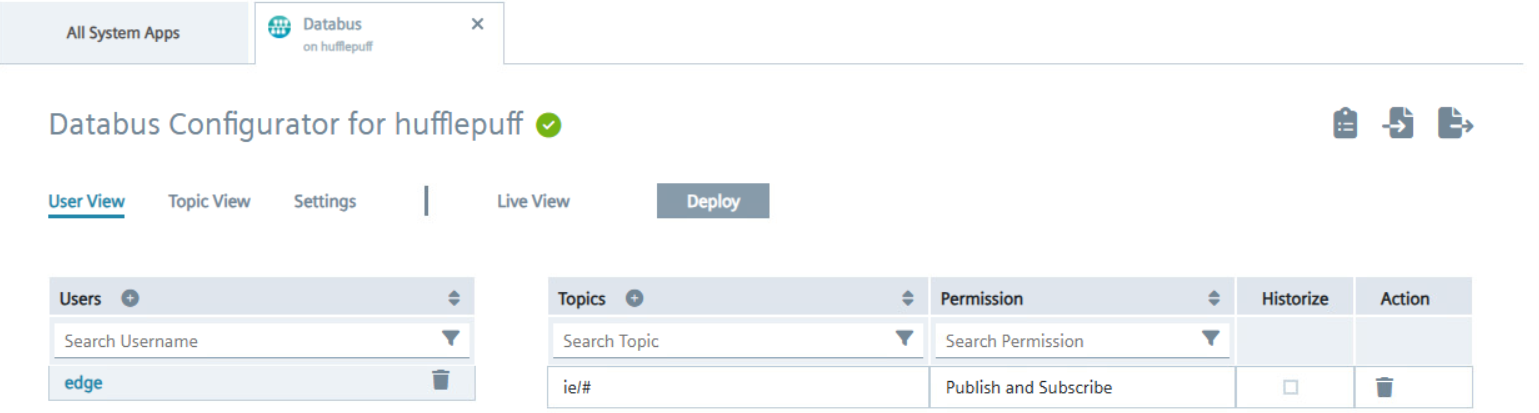 All System Apps
Databus
on hufflepuff
Databus Configurator for hufflepuff
User View Topic View Settings Live View Deploy
Users Topics Permission Historize Action
Search Username Search Topic Search Permission
edge ie/# Publish and Subscribe